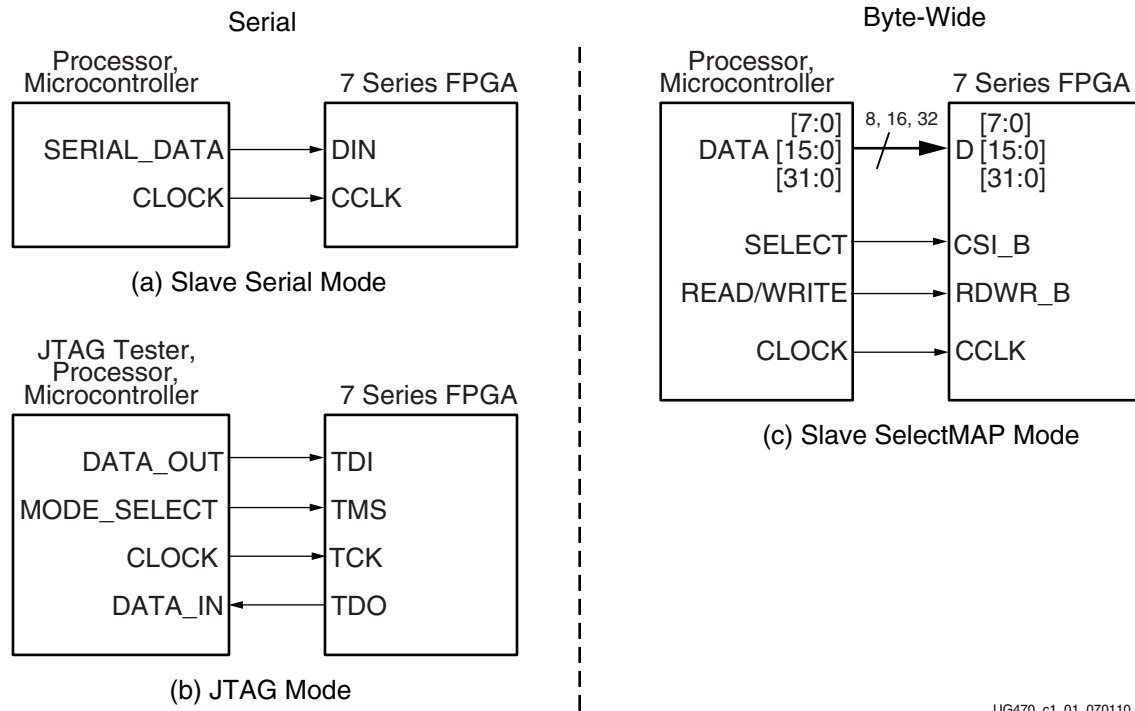 Serial
Processor,
Microcontroller
7 Series FPGA
SERIAL_DATA
DIN
CLOCK
CCLK
(a) Slave Serial Mode
JTAG Tester,
Processor,
Microcontroller
7 Series FPGA
DATA_OUT
TDI
MODE_SELECT
TMS
CLOCK
TCK
DATA_IN
TDO
(b) JTAG Mode
Byte-Wide
Processor,
Microcontroller
7 Series FPGA
[7:0]
DATA [15:0]
[31:0]
8, 16, 32
[7:0]
D [15:0]
[31:0]
SELECT
CSI_B
READ/WRITE
RDWR_B
CLOCK
CCLK
(c) Slave SelectMAP Mode
UG470_c1_01_070110